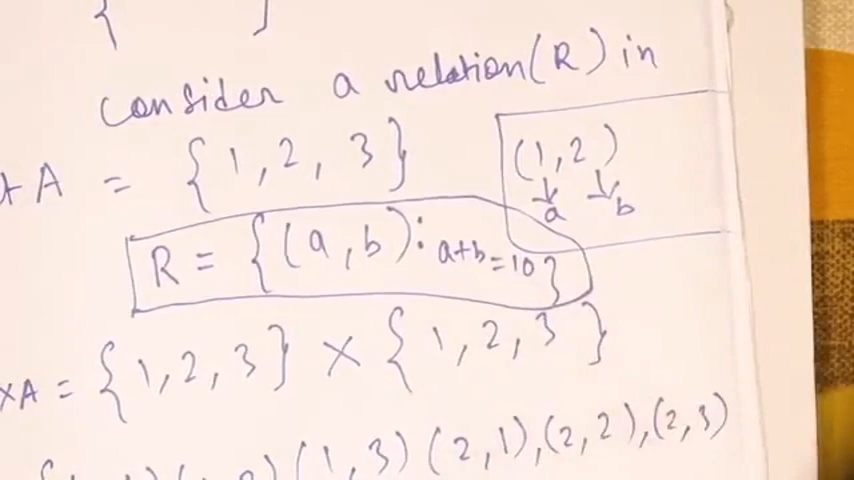 { }
consider a relation(R) in
A = {1, 2, 3}
(1, 2)
a b
R = {(a, b): a+b=10}
xA = {1, 2, 3} × {1, 2, 3}
(1, 3) (2, 1), (2, 2), (2, 3)